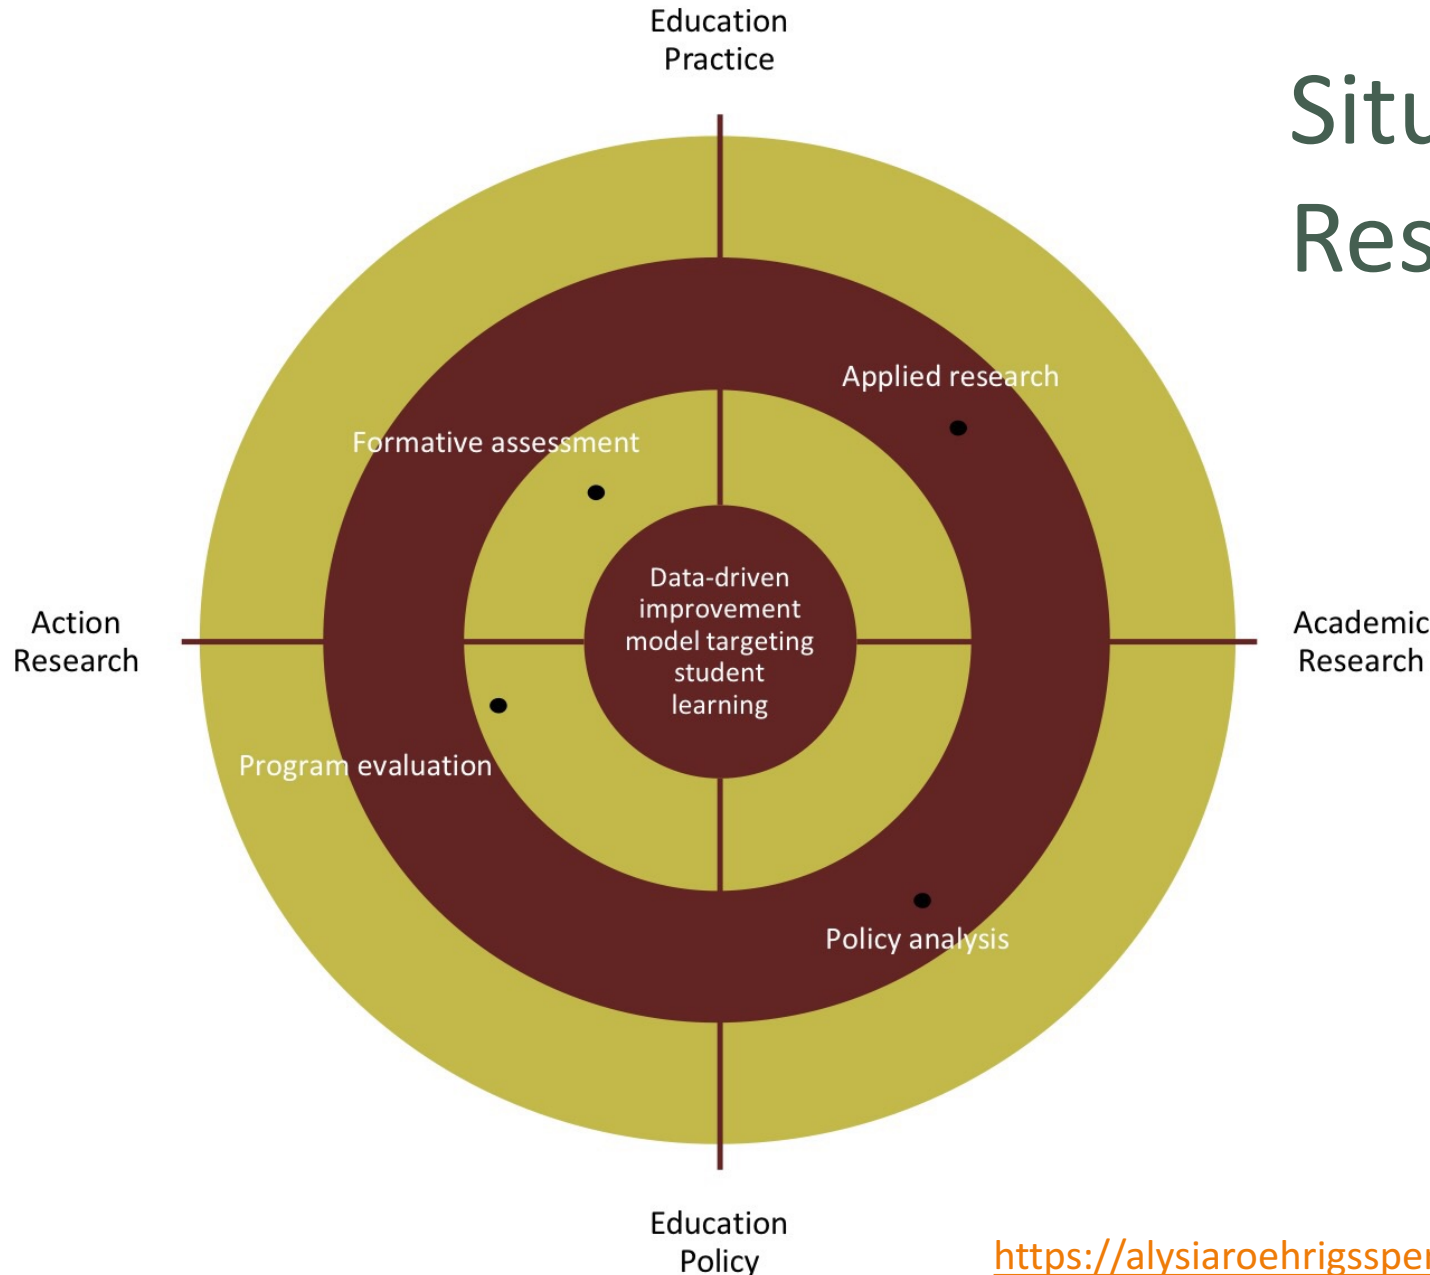 Education
Practice
Situ
Res
Applied research
Formative assessment
Data-driven
improvement
model targeting
student
learning
Action
Research
Academic
Research
Program evaluation
Policy analysis
Education
Policy
https://alysiaroehrigsspe